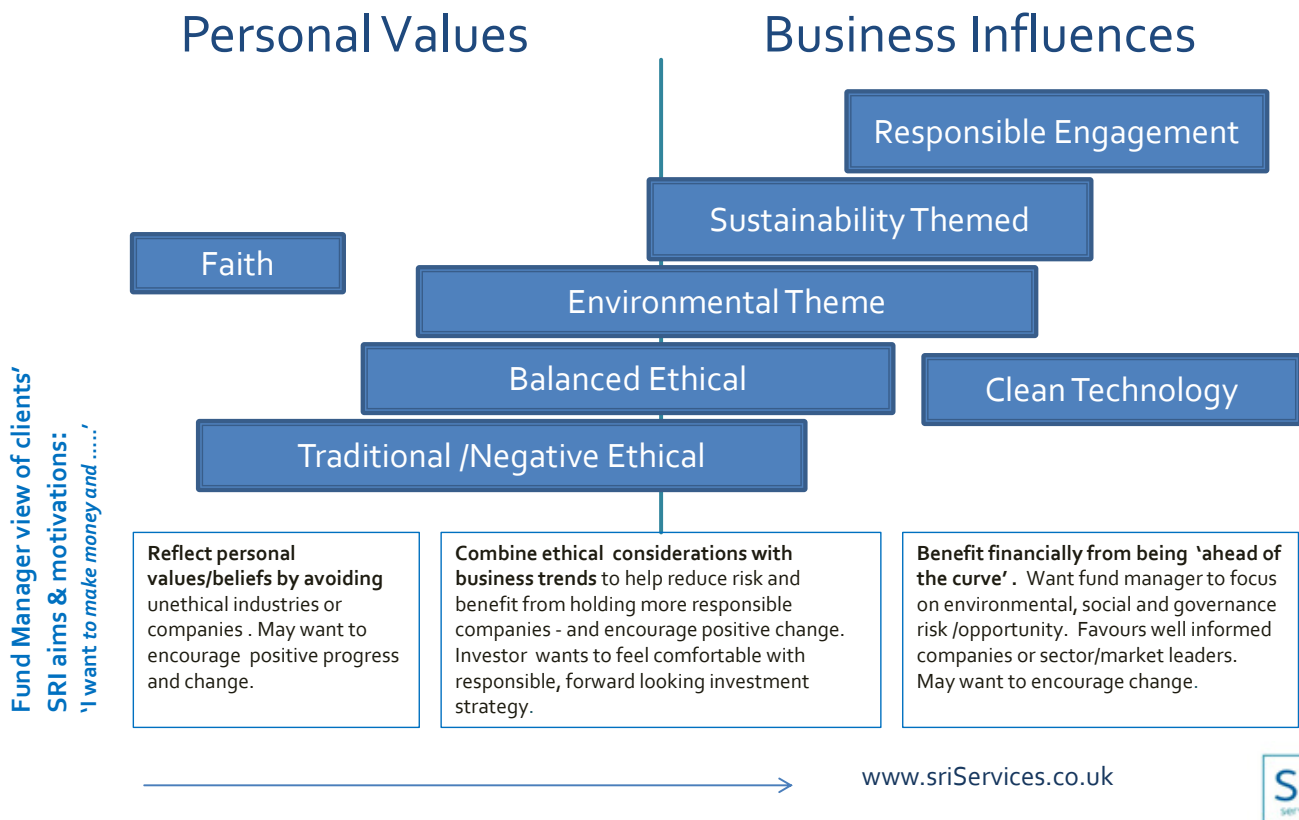 Personal Values
Business Influences
Responsible Engagement
Sustainability Themed
Faith
Environmental Theme
Balanced Ethical
Clean Technology
Traditional /Negative Ethical
Fund Manager view of clients'
SRI aims & motivations:
'I want to make money and .....'
Reflect personal
values/beliefs by avoiding
unethical industries or
companies . May want to
encourage positive progress
and change.
Combine ethical considerations with
business trends to help reduce risk and
benefit from holding more responsible
companies - and encourage positive change.
Investor wants to feel comfortable with
responsible, forward looking investment
strategy.
Benefit financially from being 'ahead of
the curve' . Want fund manager to focus
on environmental, social and governance
risk /opportunity. Favours well informed
companies or sector/market leaders.
May want to encourage change.
www.sriServices.co.uk